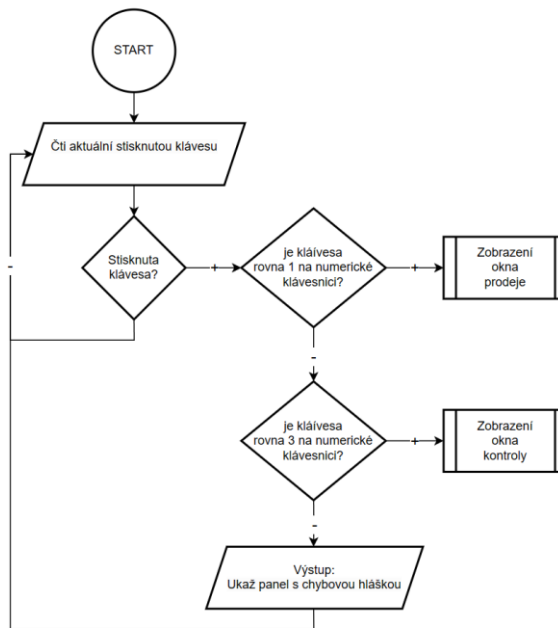 START
Čti aktuální stisknutou klávesu
Stisknuta
klávesa?
+
je kláívesa
rovna 1 na numerické
klávesnici?
+
Zobrazení
okna
prodeje
-
-
je kláívesa
rovna 3 na numerické
klávesnici?
+
Zobrazení
okna
kontroly
-
Výstup:
Ukaž panel s chybovou hláškou